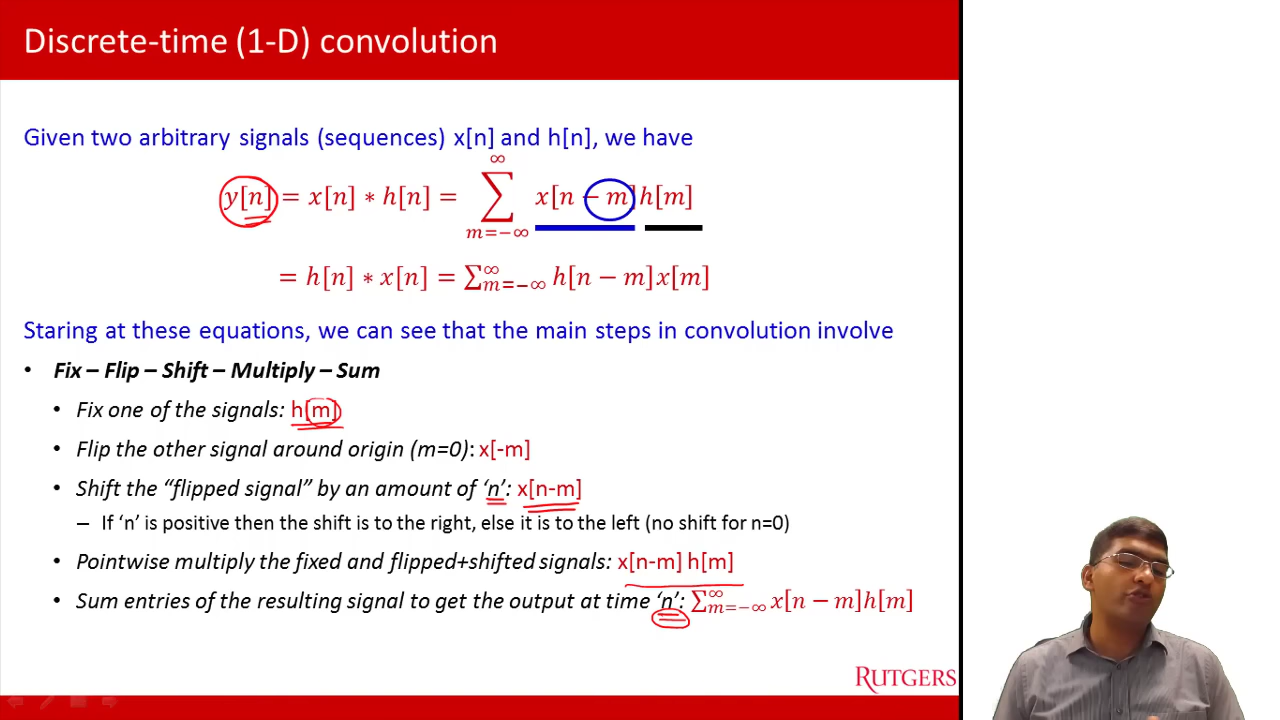 Discrete-time (1-D) convolution
Given two arbitrary signals (sequences) x[n] and h[n], we have
y[n] = x[n] ∗ h[n] = ∑_{m=−∞}^{∞} x[n − m]h[m]
= h[n] ∗ x[n] = ∑_{m=−∞}^{∞} h[n − m]x[m]
Staring at these equations, we can see that the main steps in convolution involve
• Fix – Flip – Shift – Multiply – Sum
• Fix one of the signals: h[m]
• Flip the other signal around origin (m=0): x[-m]
• Shift the “flipped signal” by an amount of ‘n’: x[n-m]
– If ‘n’ is positive then the shift is to the right, else it is to the left (no shift for n=0)
• Pointwise multiply the fixed and flipped+shifted signals: x[n-m] h[m]
• Sum entries of the resulting signal to get the output at time ‘n’: ∑_{m=−∞}^{∞} x[n − m]h[m]
RUTGERS